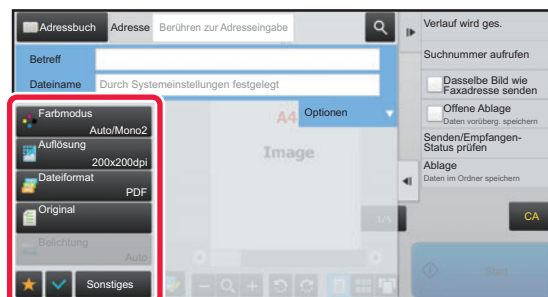 Adressbuch
Adresse
Berühren zur Adresseingabe
Betreff
Dateiname
Durch Systemeinstellungen festgelegt
Optionen
Farbmodus
Auto/Mono2
Auflösung
200x200dpi
Dateiformat
PDF
Original
Belichtung
Auto
Sonstiges
A4
Image
1/5
Verlauf wird ges.
Suchnummer aufrufen
Dasselbe Bild wie
Faxadresse senden
Offene Ablage
Daten vorüberg. speichern
Senden/Empfangen-
Status prüfen
Ablage
Daten im Ordner speichern
CA
Start